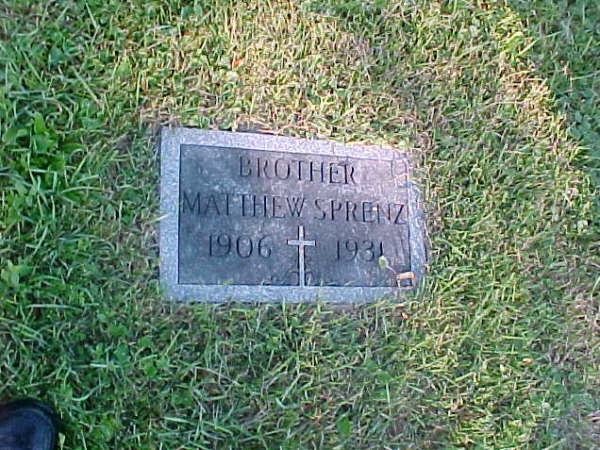 BROTHER
MATTHEW SPRENZ
1906 1931